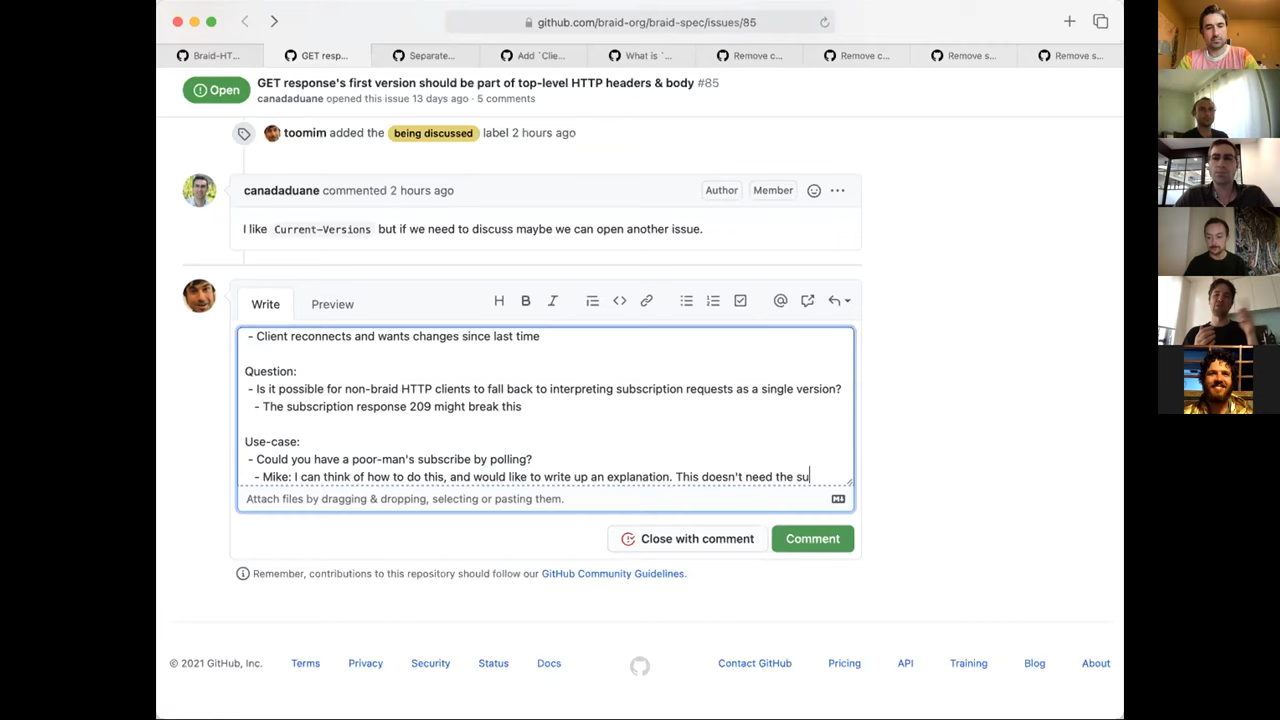 github.com/braid-org/braid-spec/issues/85
Braid-HT...
GET resp...
Separate...
Add `Clie...
What is `...
Remove c...
Remove c...
Remove s...
Remove s...
Open
GET response's first version should be part of top-level HTTP headers & body #85
canadaduane opened this issue 13 days ago · 5 comments
toomim added the being discussed label 2 hours ago
canadaduane commented 2 hours ago
Author
Member
I like Current-Versions but if we need to discuss maybe we can open another issue.
Write
Preview
- Client reconnects and wants changes since last time
Question:
- Is it possible for non-braid HTTP clients to fall back to interpreting subscription requests as a single version?
- The subscription response 209 might break this
Use-case:
- Could you have a poor-man's subscribe by polling?
- Mike: I can think of how to do this, and would like to write up an explanation. This doesn't need the su
Attach files by dragging & dropping, selecting or pasting them.
Close with comment
Comment
Remember, contributions to this repository should follow our GitHub Community Guidelines.
© 2021 GitHub, Inc.
Terms
Privacy
Security
Status
Docs
Contact GitHub
Pricing
API
Training
Blog
About